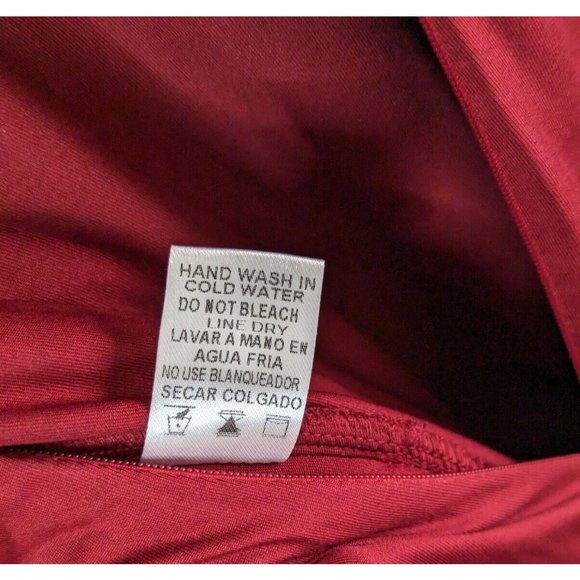 HAND WASH IN
COLD WATER
DO NOT BLEACH
LINE DRY
LAVAR A MANO EN
AGUA FRIA
NO USE BLANQUEADOR
SECAR COLGADO